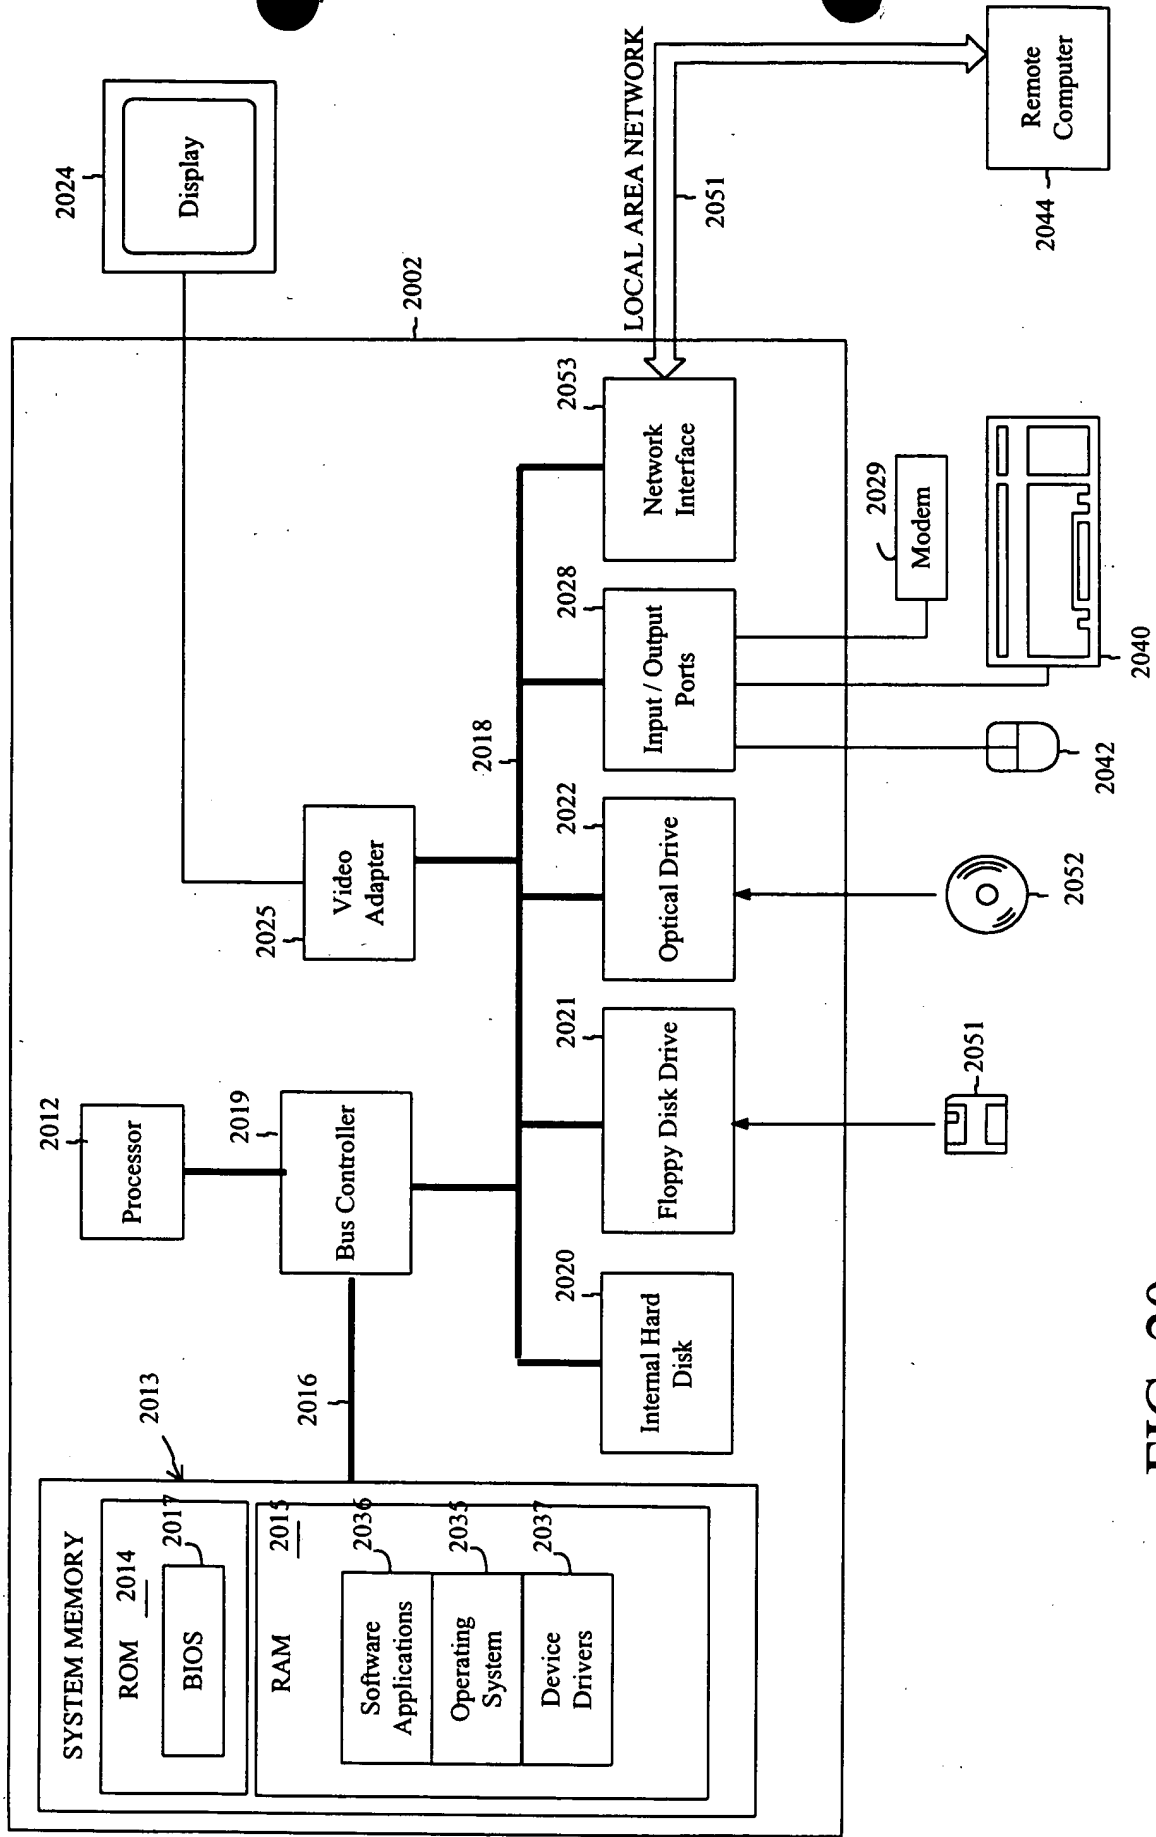 SYSTEM MEMORY
2013
ROM 2014
BIOS
2017
RAM
2015
Software
Applications
2036
Operating
System
2035
Device
Drivers
2037
2016
Processor
2012
Bus Controller
2019
Video
Adapter
2025
Display
2024
2002
2018
Internal Hard
Disk
2020
Floppy Disk Drive
2021
Optical Drive
2022
Input / Output
Ports
2028
Network
Interface
2053
LOCAL AREA NETWORK
2051
Remote
Computer
2044
Modem
2029
2040
2042
2052
2051